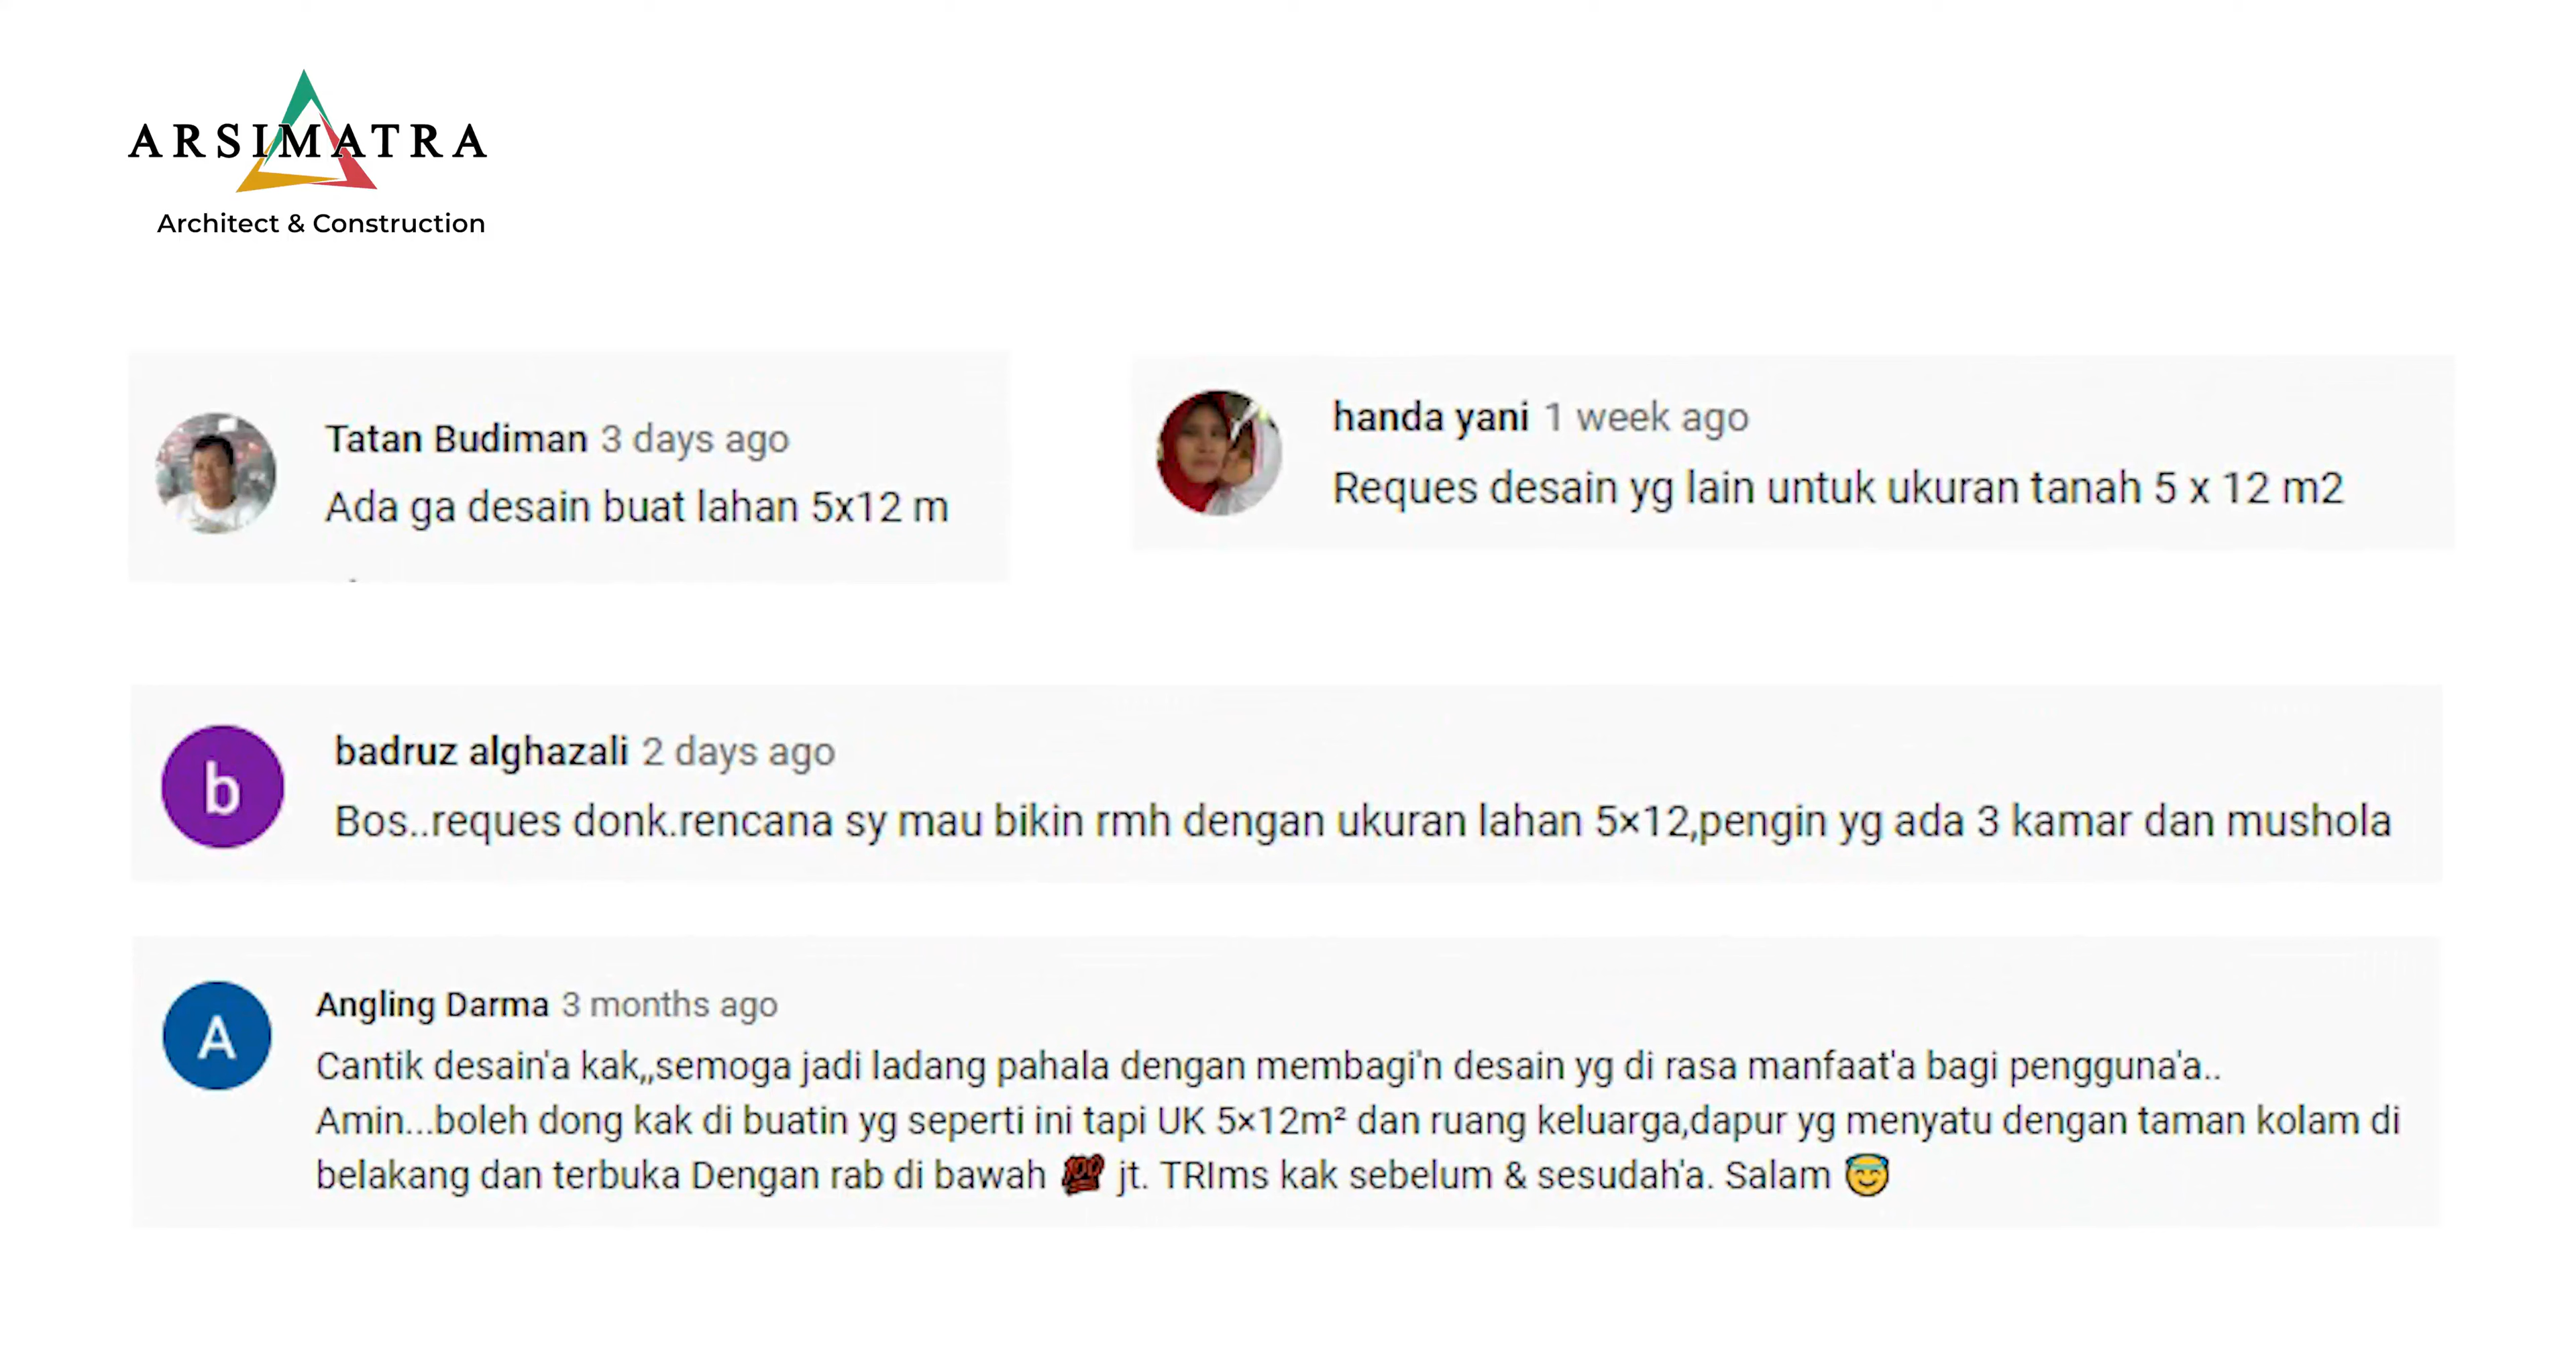 ARSIMATRA
Architect & Construction
Tatan Budiman 3 days ago
Ada ga desain buat lahan 5x12 m
handa yani 1 week ago
Reques desain yg lain untuk ukuran tanah 5 x 12 m2
b
badruz alghazali 2 days ago
Bos..reques donk.rencana sy mau bikin rmh dengan ukuran lahan 5×12,pengin yg ada 3 kamar dan mushola
A
Angling Darma 3 months ago
Cantik desain'a kak,,semoga jadi ladang pahala dengan membagi'n desain yg di rasa manfaat'a bagi pengguna'a..
Amin...boleh dong kak di buatin yg seperti ini tapi UK 5×12m² dan ruang keluarga,dapur yg menyatu dengan taman kolam di
belakang dan terbuka Dengan rab di bawah 💯 jt. TRIms kak sebelum & sesudah'a. Salam 😇